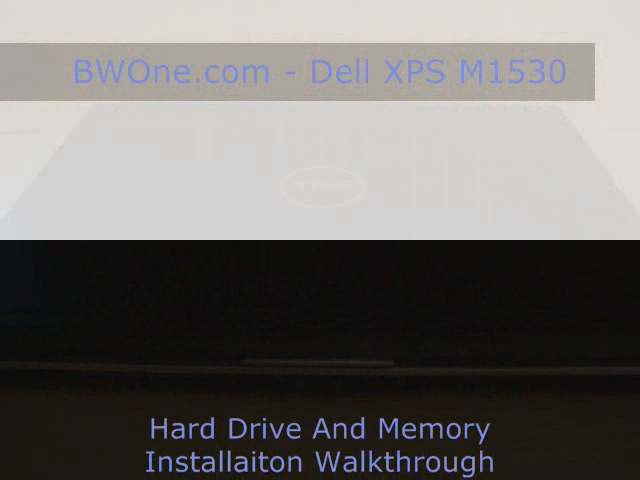 BWOne.com - Dell XPS M1530
Hard Drive And Memory
Installaiton Walkthrough